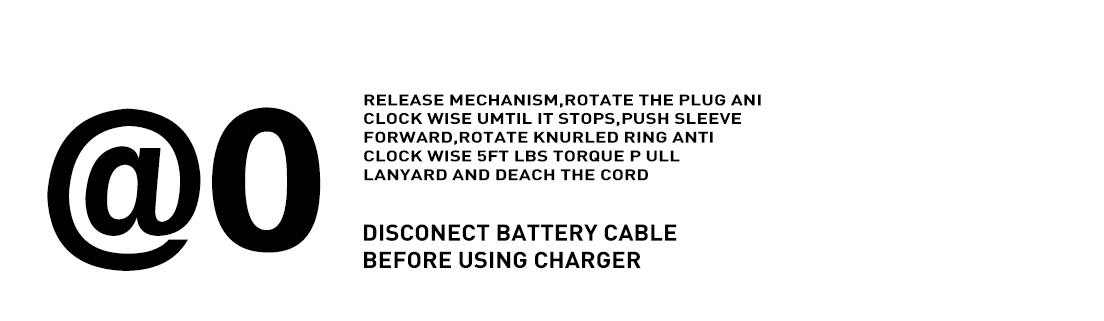 @0
RELEASE MECHANISM,ROTATE THE PLUG ANI
CLOCK WISE UMTIL IT STOPS,PUSH SLEEVE
FORWARD,ROTATE KNURLED RING ANTI
CLOCK WISE 5FT LBS TORQUE P ULL
LANYARD AND DEACH THE CORD
DISCONECT BATTERY CABLE
BEFORE USING CHARGER